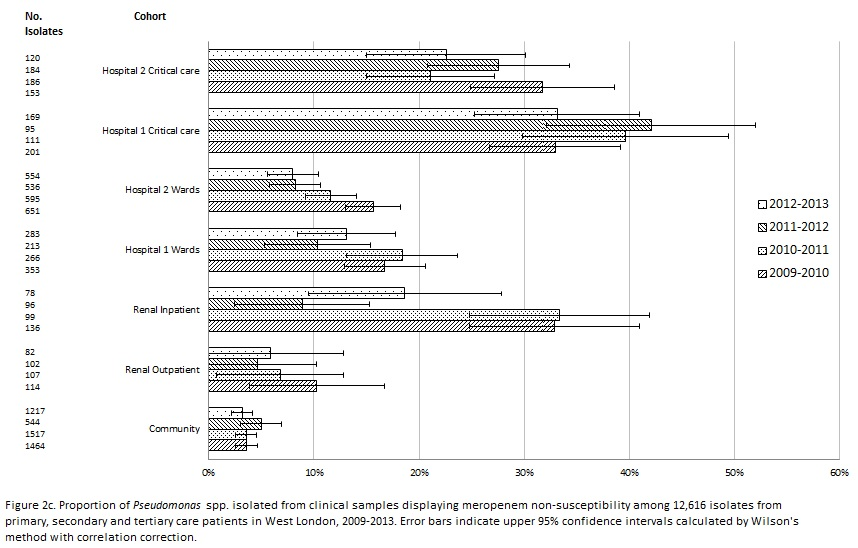 No. Isolates
Cohort
120
184
186
153
Hospital 2 Critical care
169
95
111
201
Hospital 1 Critical care
554
536
595
651
Hospital 2 Wards
283
213
266
353
Hospital 1 Wards
78
96
99
136
Renal Inpatient
82
102
107
114
Renal Outpatient
1217
544
1517
1464
Community
2012-2013
2011-2012
2010-2011
2009-2010
0% 10% 20% 30% 40% 50% 60%
Figure 2c. Proportion of Pseudomonas spp. isolated from clinical samples displaying meropenem non-susceptibility among 12,616 isolates from
primary, secondary and tertiary care patients in West London, 2009-2013. Error bars indicate upper 95% confidence intervals calculated by Wilson's
method with correlation correction.